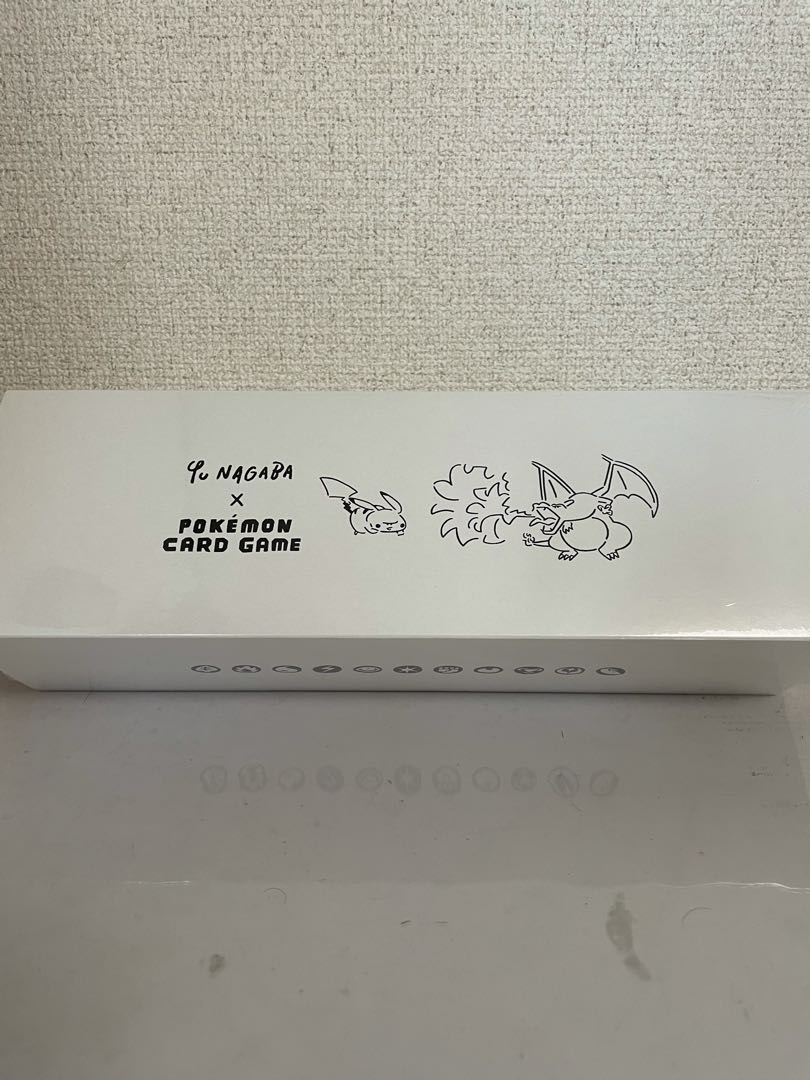 Yu NAGABA
×
POKÉMON
CARD GAME